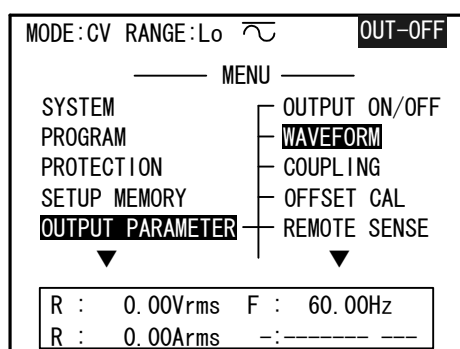 MODE:CV RANGE:Lo OUT-OFF
MENU
SYSTEM OUTPUT ON/OFF
PROGRAM WAVEFORM
PROTECTION COUPLING
SETUP MEMORY OFFSET CAL
OUTPUT PARAMETER REMOTE SENSE
▼ ▼
R : 0.00Vrms F : 60.00Hz
R : 0.00Arms -:------- ---